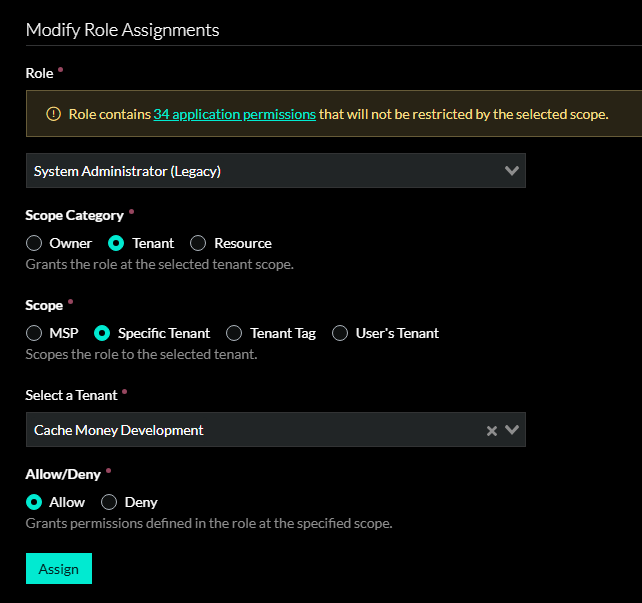 Modify Role Assignments
Role *
Role contains 34 application permissions that will not be restricted by the selected scope.
System Administrator (Legacy)
Scope Category *
Owner Tenant Resource
Grants the role at the selected tenant scope.
Scope *
MSP Specific Tenant Tenant Tag User's Tenant
Scopes the role to the selected tenant.
Select a Tenant *
Cache Money Development
Allow/Deny *
Allow Deny
Grants permissions defined in the role at the specified scope.
Assign